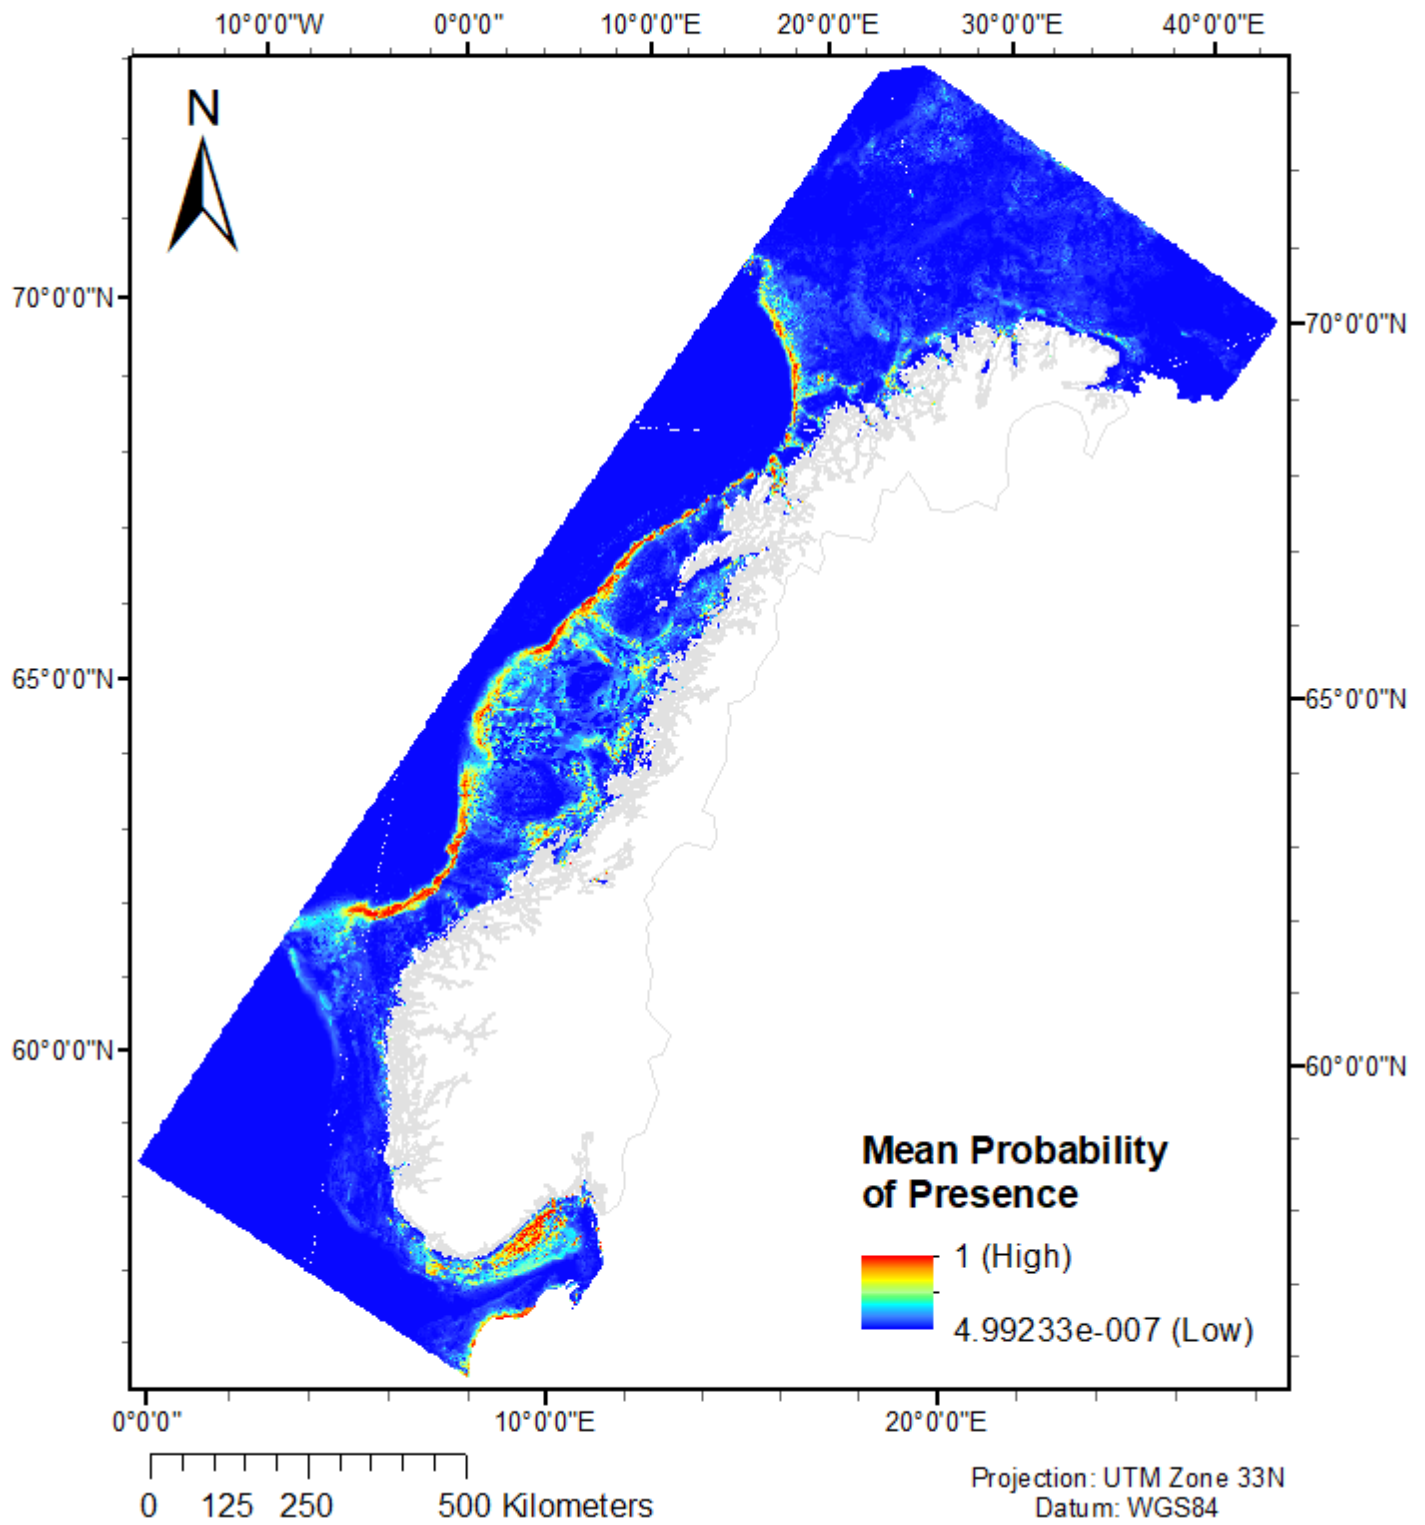 10°0'0"W 0°0'0" 10°0'0"E 20°0'0"E 30°0'0"E 40°0'0"E
N
70°0'0"N 70°0'0"N
65°0'0"N 65°0'0"N
60°0'0"N 60°0'0"N
Mean Probability
of Presence
1 (High)
4.99233e-007 (Low)
0°0'0" 10°0'0"E 20°0'0"E
0 125 250 500 Kilometers
Projection: UTM Zone 33N
Datum: WGS84